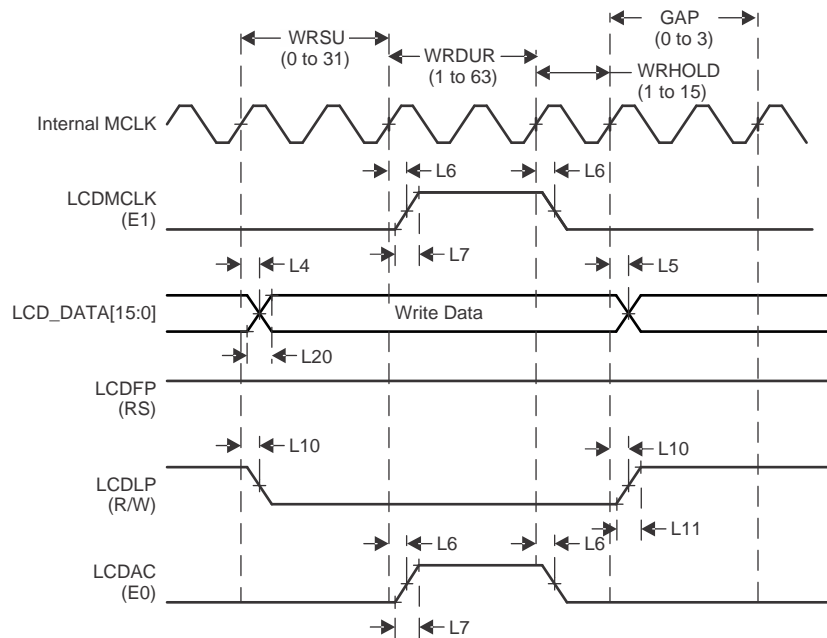 GAP
(0 to 3)
WRSU
(0 to 31)
WRDUR
(1 to 63)
WRHOLD
(1 to 15)
Internal MCLK
L6
L6
LCDMCLK
(E1)
L7
L4
L5
LCD_DATA[15:0]
Write Data
L20
LCDFP
(RS)
L10
L10
LCDLP
(R/W)
L11
L6
L6
LCDAC
(E0)
L7